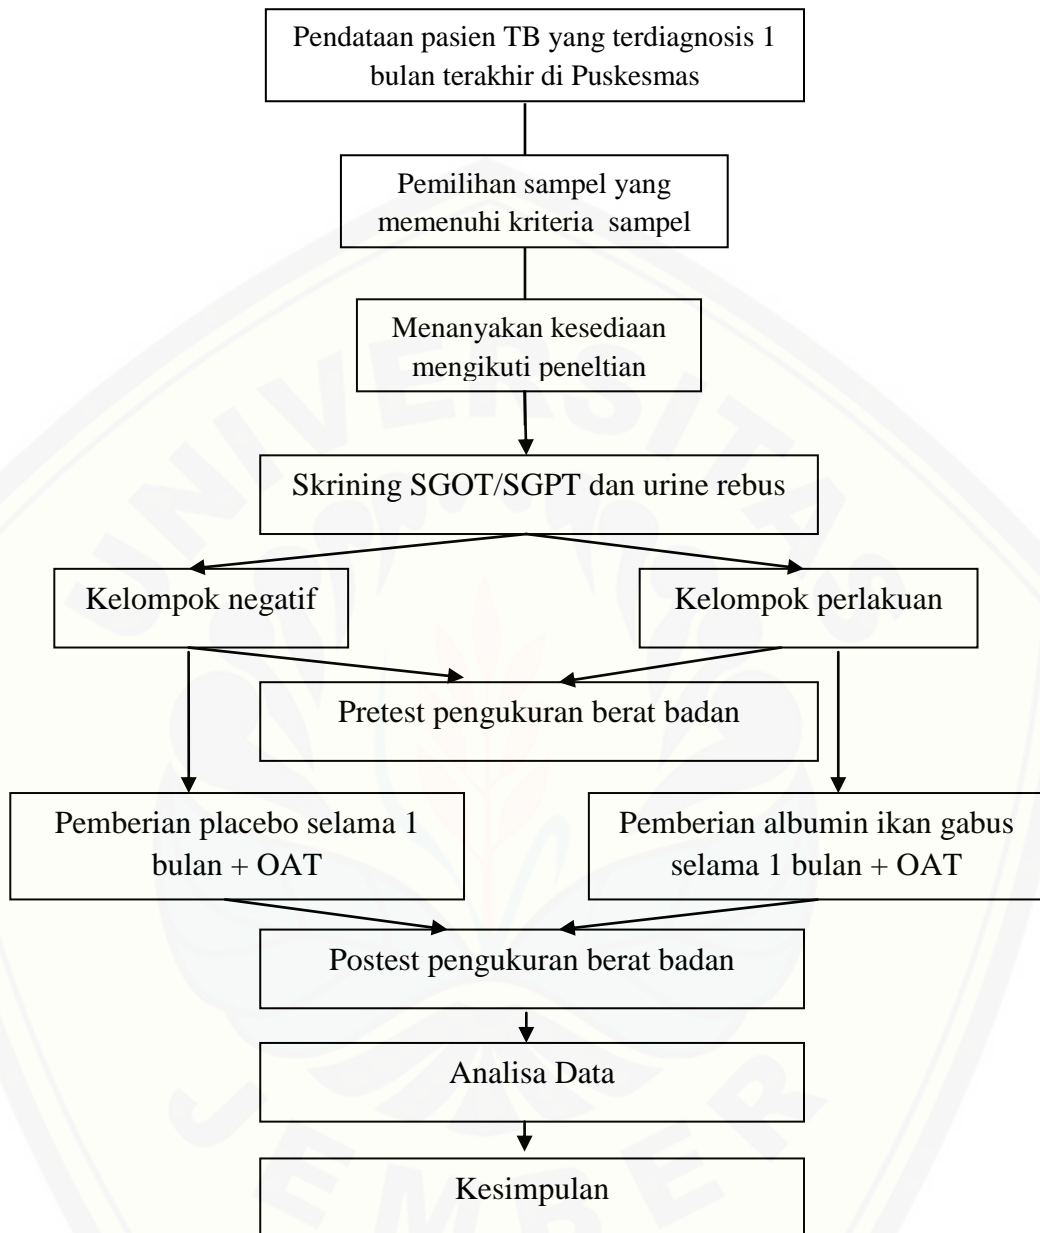 Pendataan pasien TB yang terdiagnosis 1
bulan terakhir di Puskesmas
Pemilihan sampel yang
memenuhi kriteria sampel
Menanyakan kesediaan
mengikuti peneltian
Skrining SGOT/SGPT dan urine rebus
Kelompok negatif
Kelompok perlakuan
Pretest pengukuran berat badan
Pemberian placebo selama 1
bulan + OAT
Pemberian albumin ikan gabus
selama 1 bulan + OAT
Postest pengukuran berat badan
Analisa Data
Kesimpulan
UNIVERSITAS
JEMBER